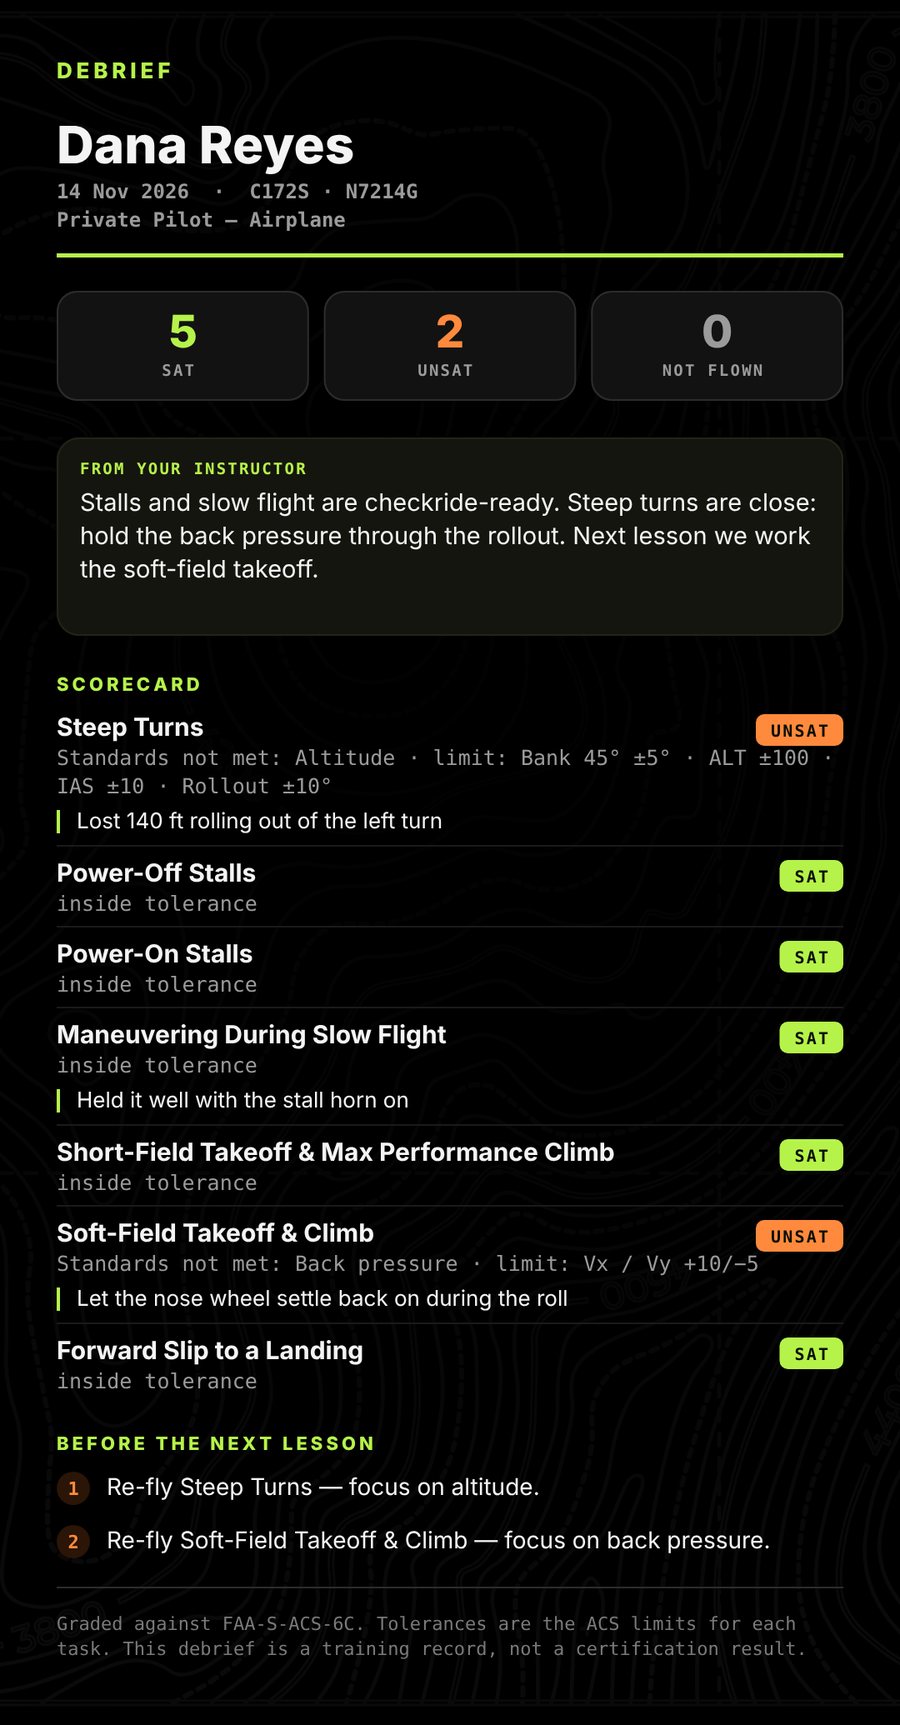 DEBRIEF
Dana Reyes
14 Nov 2026 · C172S · N7214G
Private Pilot – Airplane
5
SAT
2
UNSAT
0
NOT FLOWN
FROM YOUR INSTRUCTOR
Stalls and slow flight are checkride-ready. Steep turns are close:
hold the back pressure through the rollout. Next lesson we work
the soft-field takeoff.
SCORECARD
Steep Turns
UNSAT
Standards not met: Altitude · limit: Bank 45° ±5° · ALT ±100 ·
IAS ±10 · Rollout ±10°
Lost 140 ft rolling out of the left turn
Power-Off Stalls
SAT
inside tolerance
Power-On Stalls
SAT
inside tolerance
Maneuvering During Slow Flight
SAT
inside tolerance
Held it well with the stall horn on
Short-Field Takeoff & Max Performance Climb
SAT
inside tolerance
Soft-Field Takeoff & Climb
UNSAT
Standards not met: Back pressure · limit: Vx / Vy +10/−5
Let the nose wheel settle back on during the roll
Forward Slip to a Landing
SAT
inside tolerance
BEFORE THE NEXT LESSON
1 Re-fly Steep Turns — focus on altitude.
2 Re-fly Soft-Field Takeoff & Climb — focus on back pressure.
Graded against FAA-S-ACS-6C. Tolerances are the ACS limits for each
task. This debrief is a training record, not a certification result.
3800
3800